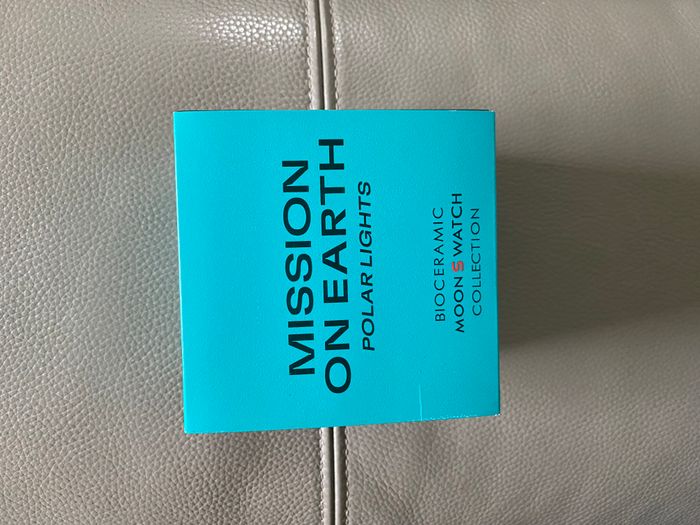 MISSION
ON EARTH
POLAR LIGHTS
BIOCERAMIC
MOONSWATCH
COLLECTION